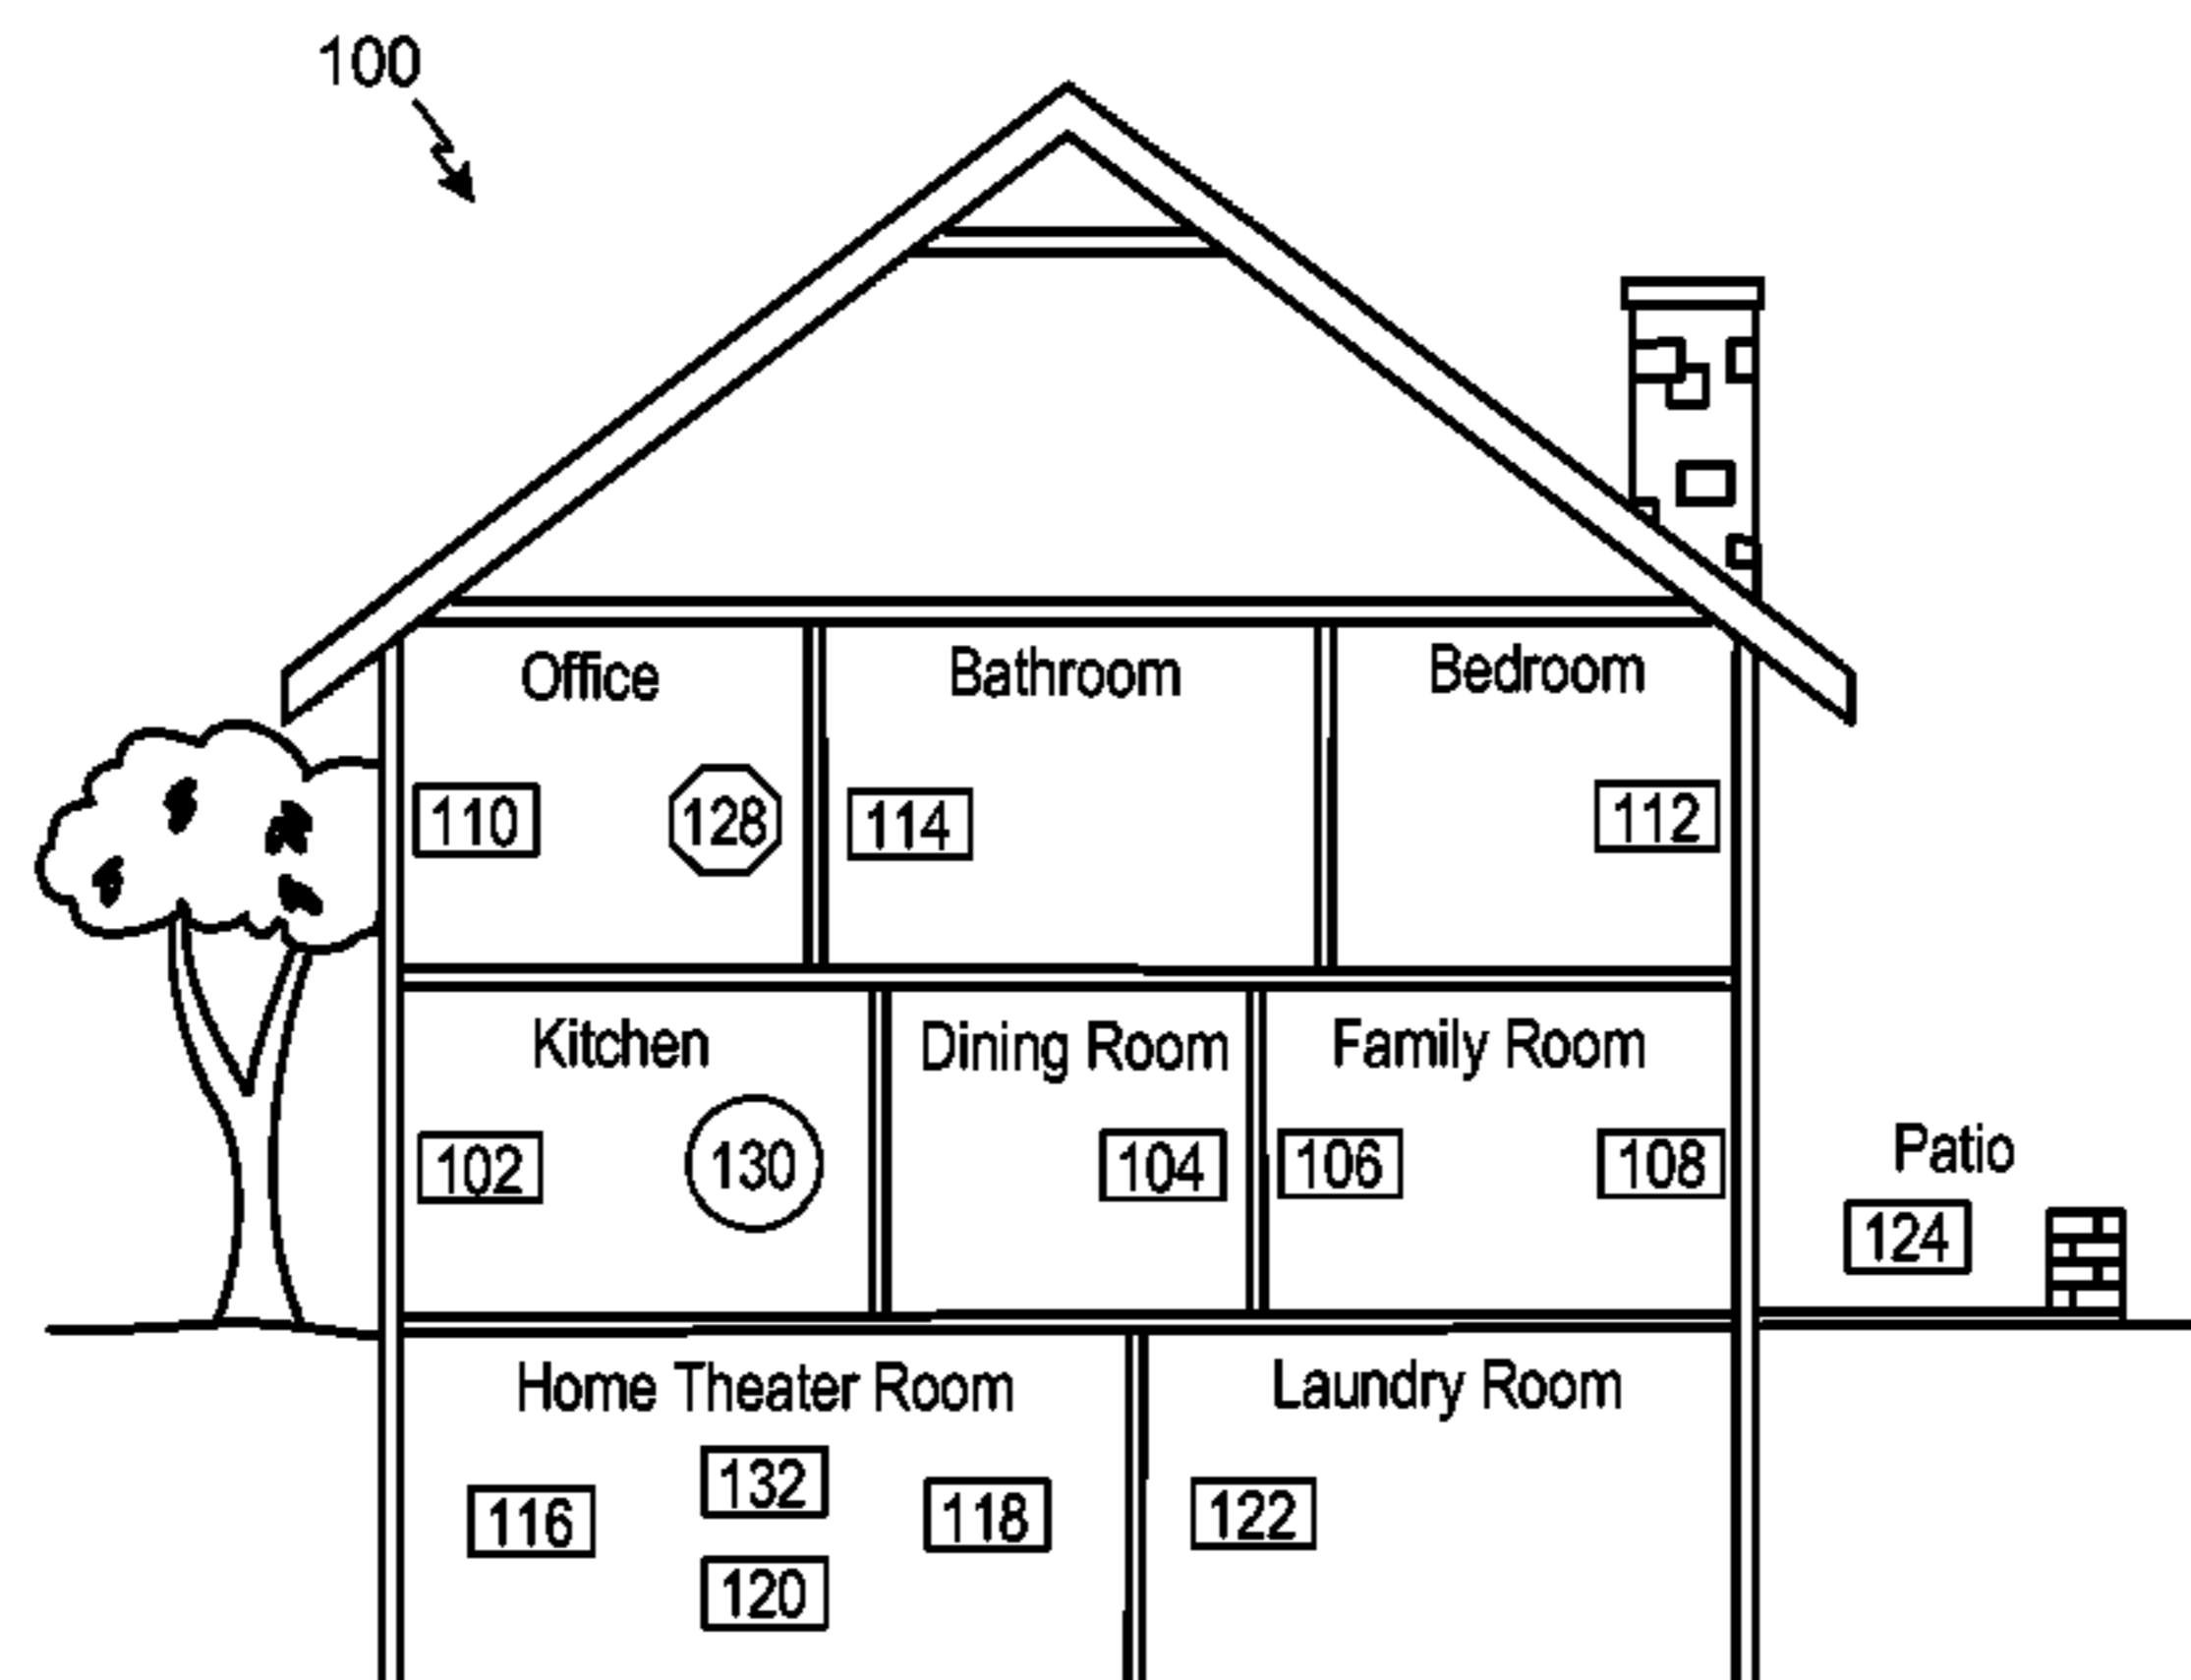 100
Office
Bathroom
Bedroom
110
128
114
112
Kitchen
Dining Room
Family Room
102
130
104
106
108
Patio
124
Home Theater Room
Laundry Room
116
132
118
122
120